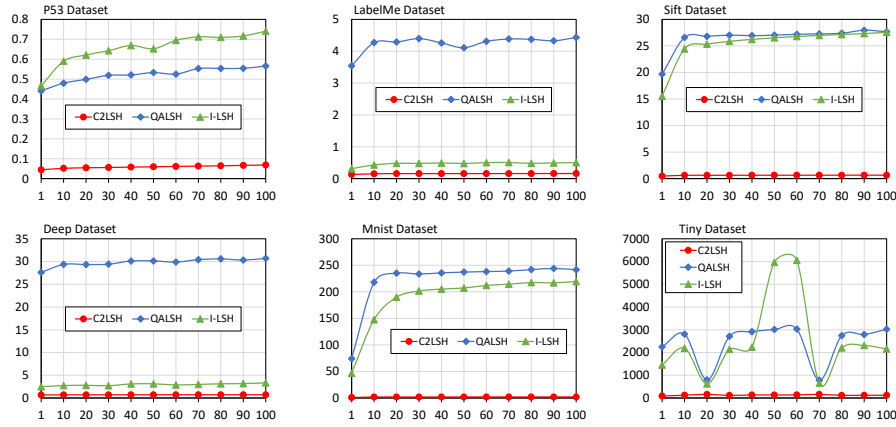 P53 Dataset
0.8
0.7
0.6
0.5
0.4
0.3
0.2
0.1
0
C2LSH QALSH I-LSH
1 10 20 30 40 50 60 70 80 90 100
LabelMe Dataset
5
4
3
2
1
0
C2LSH QALSH I-LSH
1 10 20 30 40 50 60 70 80 90 100
Sift Dataset
30
25
20
15
10
5
0
C2LSH QALSH I-LSH
1 10 20 30 40 50 60 70 80 90 100
Deep Dataset
35
30
25
20
15
10
5
0
C2LSH QALSH I-LSH
1 10 20 30 40 50 60 70 80 90 100
Mnist Dataset
300
250
200
150
100
50
0
C2LSH QALSH I-LSH
1 10 20 30 40 50 60 70 80 90 100
Tiny Dataset
7000
6000
5000
4000
3000
2000
1000
0
C2LSH
QALSH
I-LSH
1 10 20 30 40 50 60 70 80 90 100